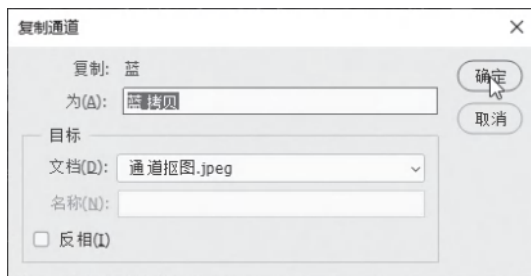 复制通道
复制: 蓝
确定
为(A): 蓝 拷贝
取消
目标
文档(D): 通道抠图.jpeg
名称(N):
反相(I)